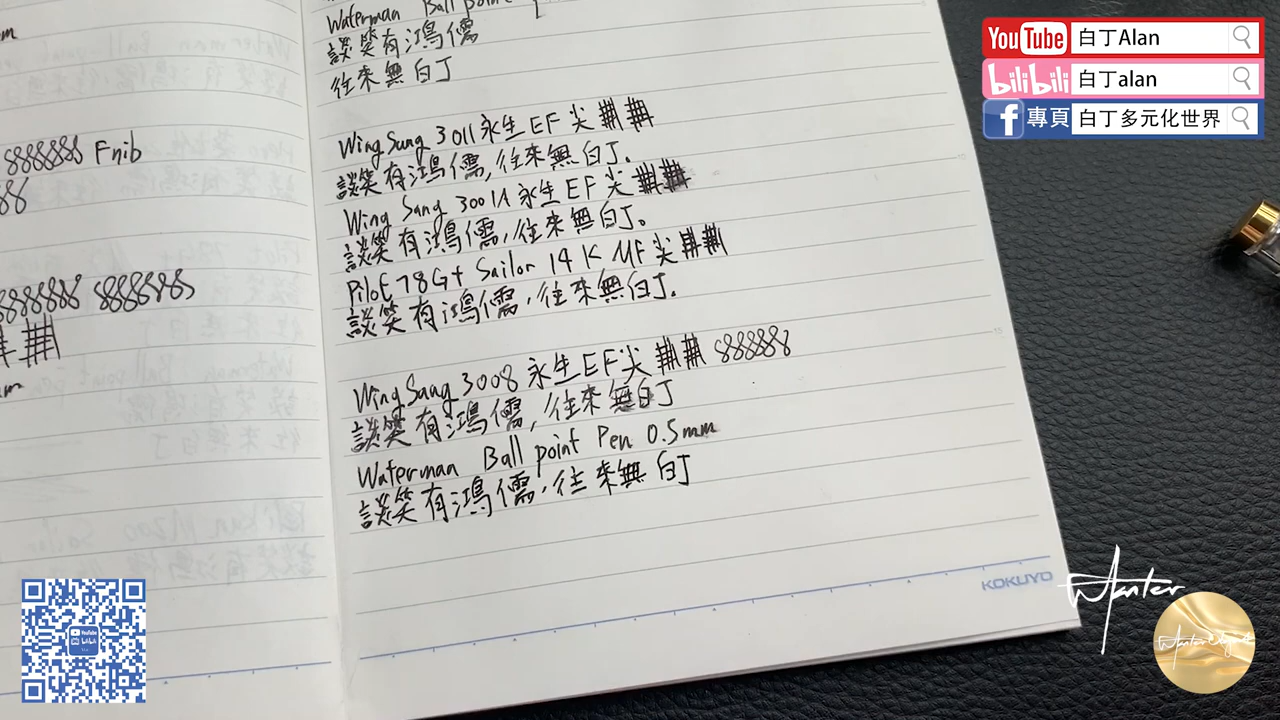 Waterman Ball point
談笑有鴻儒
往來無白丁
Wing Sung 3011 永生 EF 尖
談笑有鴻儒,往來無白丁.
Wing Sung 3001A 永生 EF 尖
談笑有鴻儒,往來無白丁。
Pilot 78G+ Sailor 14K MF 尖
談笑有鴻儒,往來無白丁.
Wing Sung 3008 永生 EF 尖
談笑有鴻儒,往來無白丁
Waterman Ball point Pen 0.5mm
談笑有鴻儒,往來無白丁
F nib
KOKUYO
YouTube 白丁Alan
bilibili 白丁alan
f 專頁 白丁多元化世界